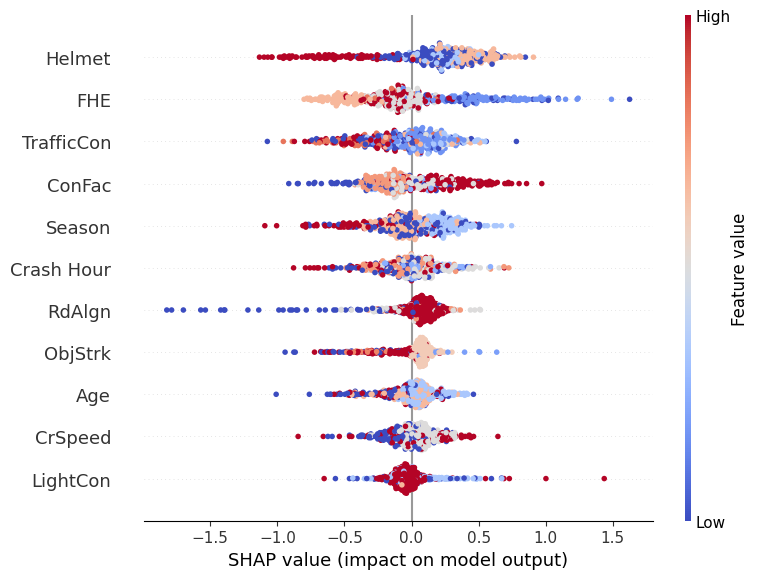 High
Helmet
FHE
TrafficCon
ConFac
Season
Crash Hour
RdAlgn
ObjStrk
Age
CrSpeed
LightCon
Low
Feature value
−1.5 −1.0 −0.5 0.0 0.5 1.0 1.5
SHAP value (impact on model output)